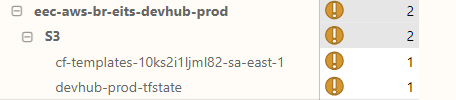 eec-aws-br-eits-devhub-prod 2
S3 2
cf-templates-10ks2i1ljml82-sa-east-1 1
devhub-prod-tfstate 1